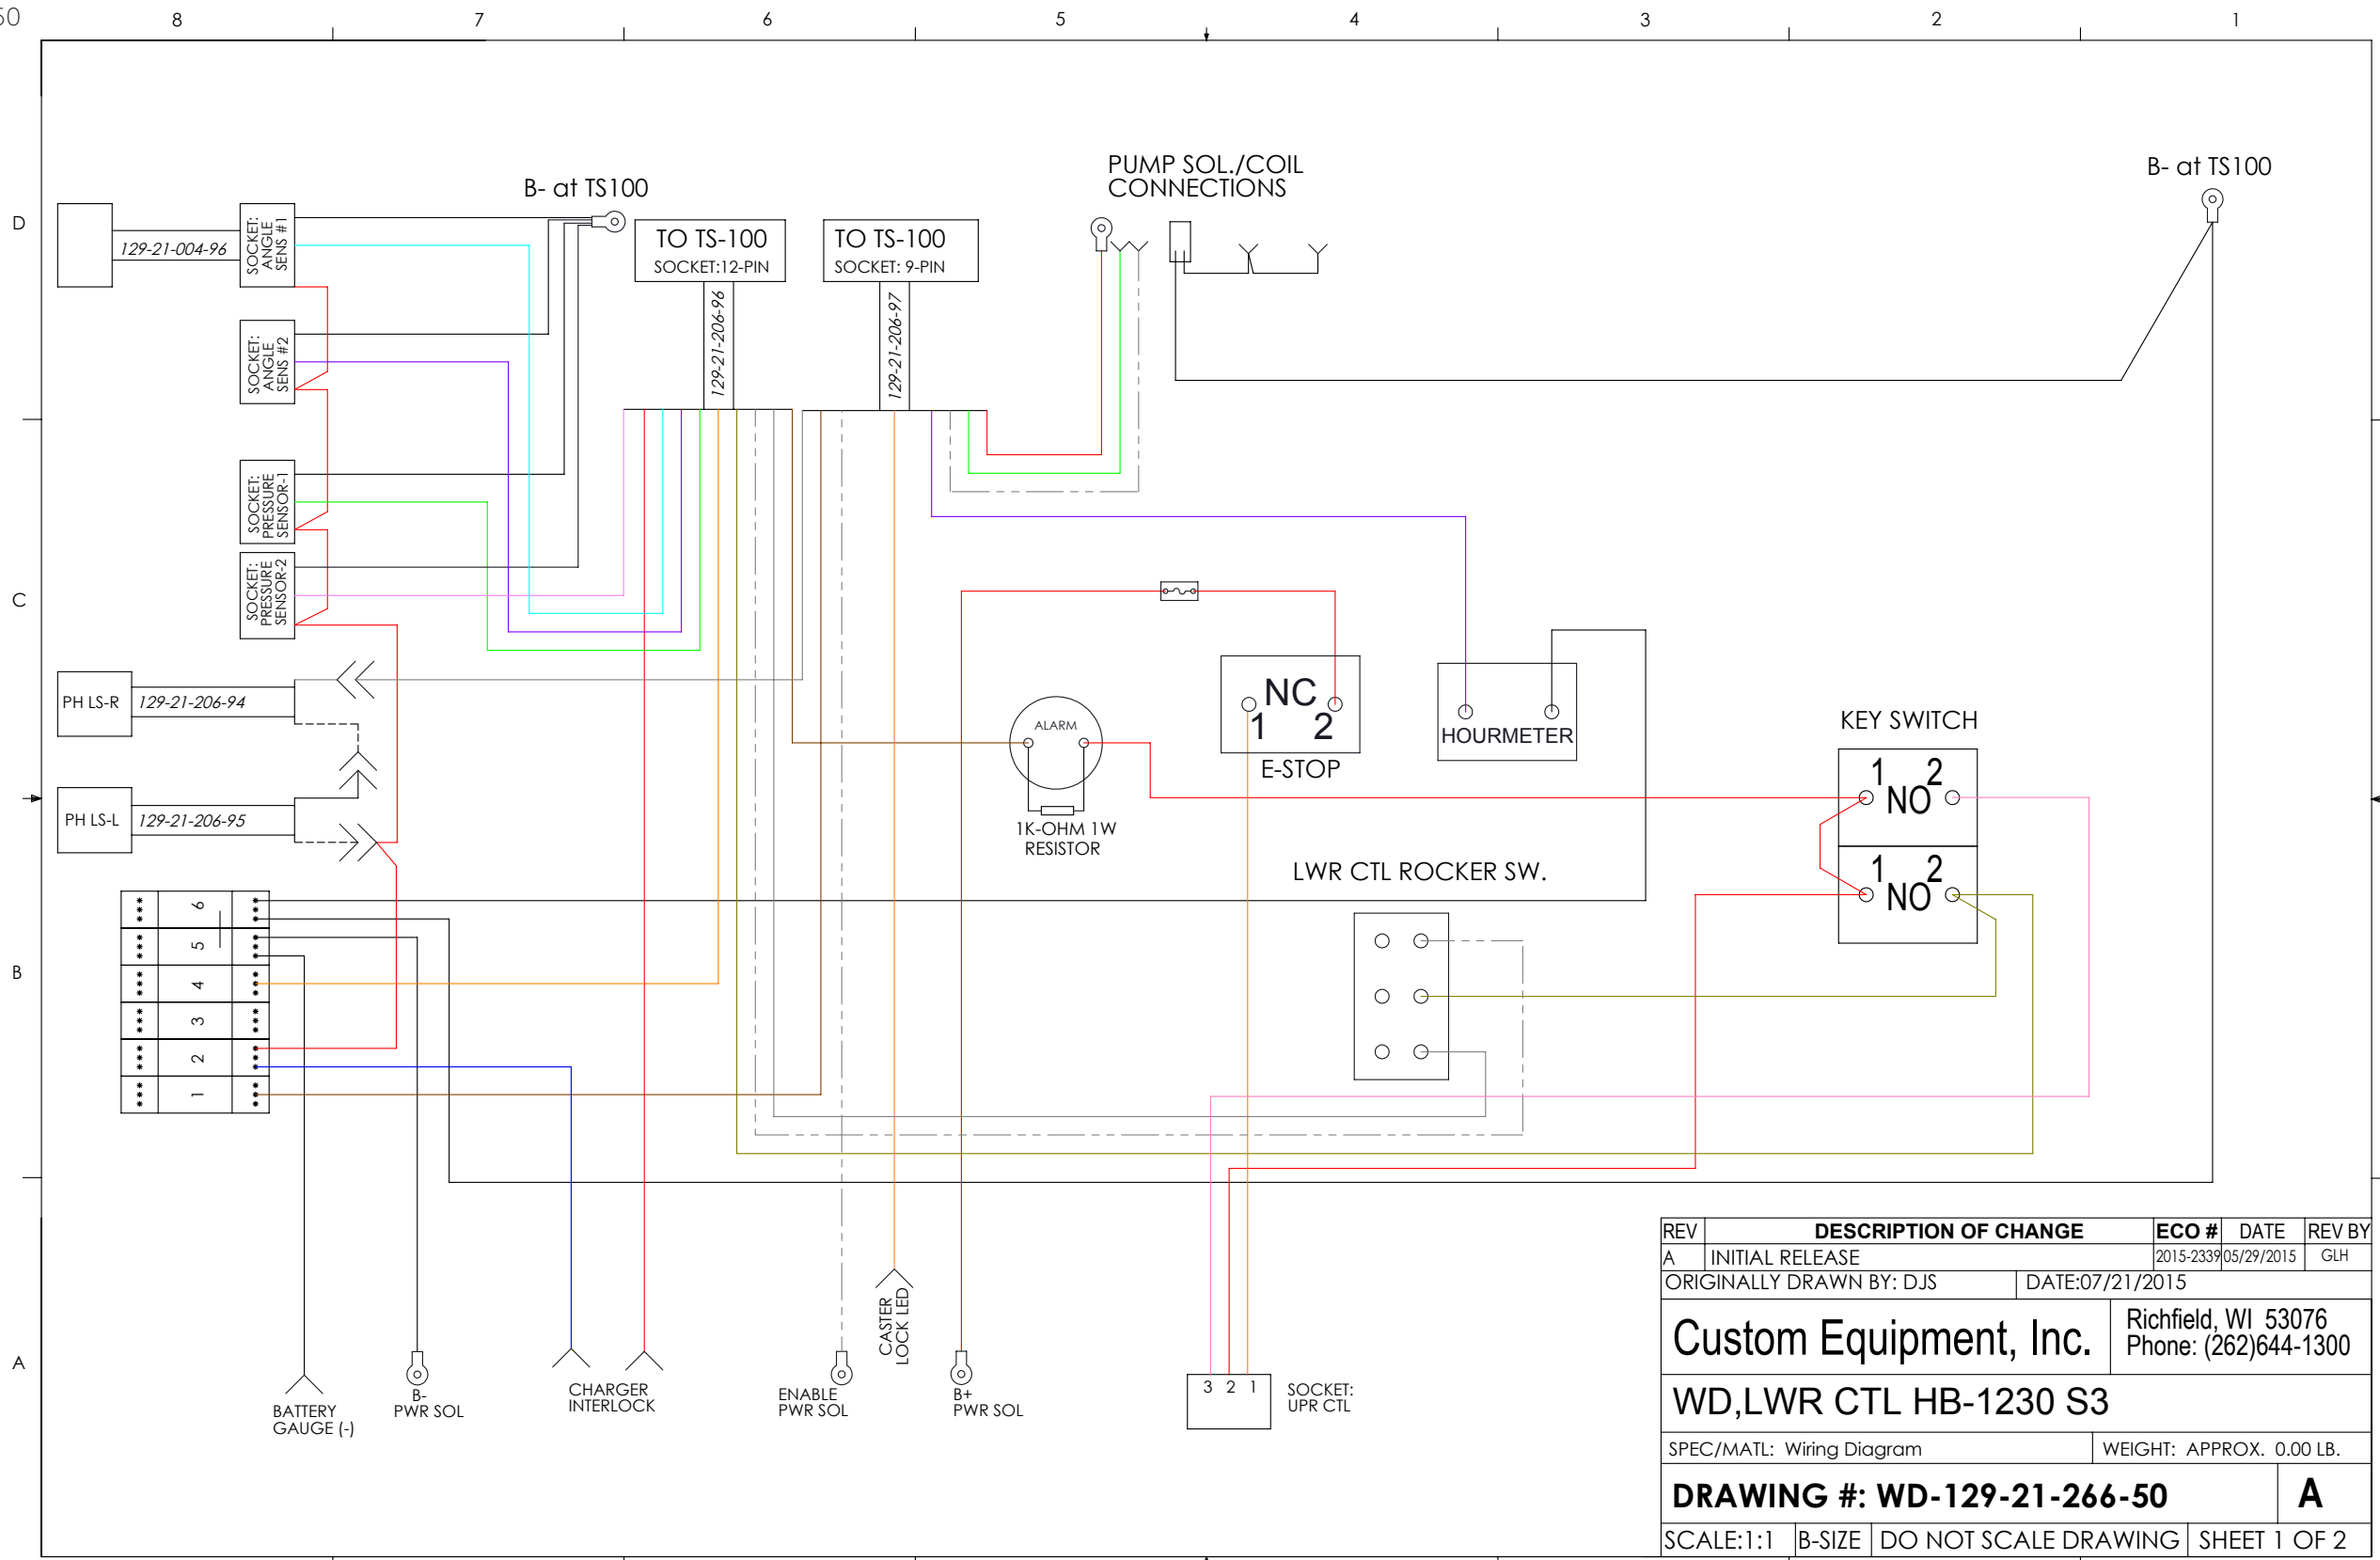 50
8 7 6 5 4 3 2 1
D
C
B
A
B- at TS100
PUMP SOL./COIL
CONNECTIONS
B- at TS100
129-21-004-96
SOCKET:
ANGLE
SENS #1
TO TS-100
SOCKET:12-PIN
TO TS-100
SOCKET: 9-PIN
129-21-206-96
129-21-206-97
SOCKET:
ANGLE
SENS #2
SOCKET:
PRESSURE
SENSOR-1
SOCKET:
PRESSURE
SENSOR-2
PH LS-R
129-21-206-94
PH LS-L
129-21-206-95
ALARM
1K-OHM 1W
RESISTOR
NC
1 2
E-STOP
HOURMETER
KEY SWITCH
1 2
NO
1 2
NO
LWR CTL ROCKER SW.
6
5
4
3
2
1
BATTERY
GAUGE (-)
B-
PWR SOL
CHARGER
INTERLOCK
ENABLE
PWR SOL
CASTER
LOCK LED
B+
PWR SOL
3 2 1
SOCKET:
UPR CTL
REV DESCRIPTION OF CHANGE ECO # DATE REV BY
A INITIAL RELEASE 2015-2339 05/29/2015 GLH
ORIGINALLY DRAWN BY: DJS DATE:07/21/2015
Custom Equipment, Inc.
Richfield, WI 53076
Phone: (262)644-1300
WD,LWR CTL HB-1230 S3
SPEC/MATL: Wiring Diagram WEIGHT: APPROX. 0.00 LB.
DRAWING #: WD-129-21-266-50 A
SCALE:1:1 B-SIZE DO NOT SCALE DRAWING SHEET 1 OF 2